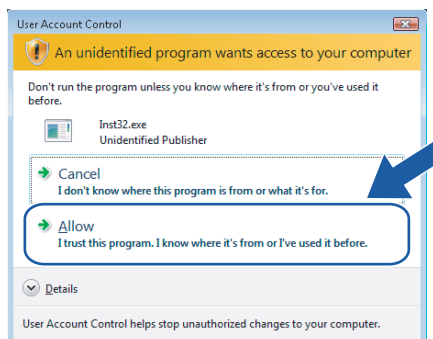 User Account Control
An unidentified program wants access to your computer
Don't run the program unless you know where it's from or you've used it
before.
Inst32.exe
Unidentified Publisher
Cancel
I don't know where this program is from or what it's for.
Allow
I trust this program. I know where it's from or I've used it before.
Details
User Account Control helps stop unauthorized changes to your computer.